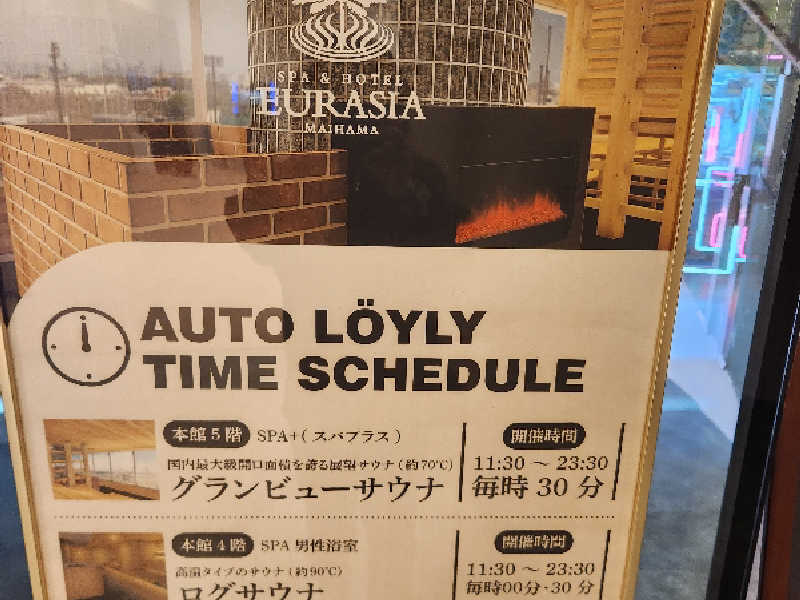 SPA & HOTEL
EURASIA
MAIHAMA
AUTO LÖYLY
TIME SCHEDULE
本館5階 SPA+(スパプラス)
国内最大級開口面積を誇る展望サウナ(約70℃)
グランビューサウナ
開催時間
11:30 ～ 23:30
毎時 30 分
本館4階 SPA 男性浴室
高温タイプのサウナ(約90℃)
ログサウナ
開催時間
11:30 ～ 23:30
毎時00分・30分